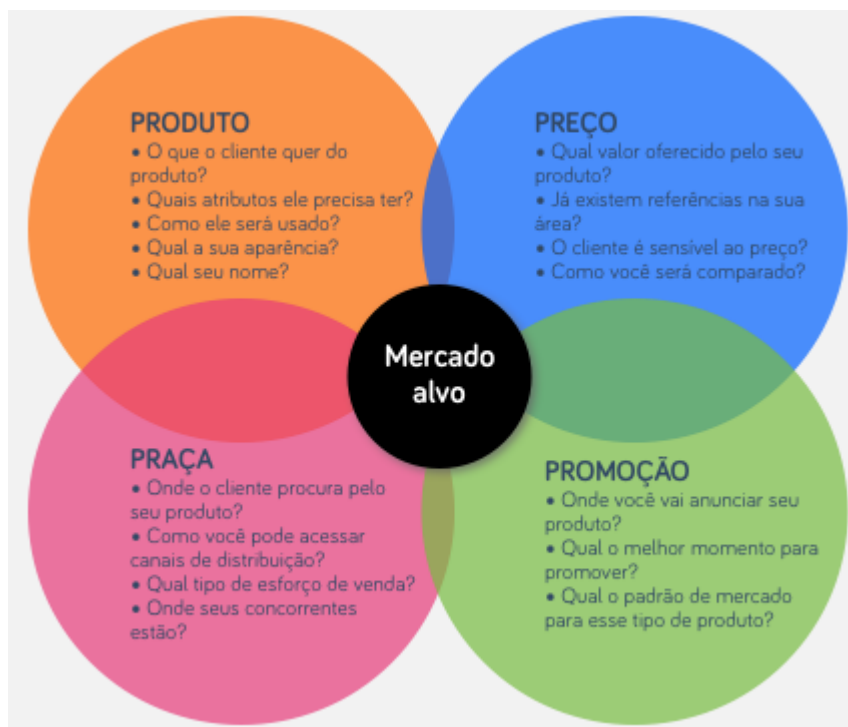 PRODUTO
• O que o cliente quer do
produto?
• Quais atributos ele precisa ter?
• Como ele será usado?
• Qual a sua aparência?
• Qual seu nome?
PREÇO
• Qual valor oferecido pelo seu
produto?
• Já existem referências na sua
área?
• O cliente é sensível ao preço?
• Como você será comparado?
Mercado
alvo
PRAÇA
• Onde o cliente procura pelo
seu produto?
• Como você pode acessar
canais de distribuição?
• Qual tipo de esforço de venda?
• Onde seus concorrentes
estão?
PROMOÇÃO
• Onde você vai anunciar seu
produto?
• Qual o melhor momento para
promover?
• Qual o padrão de mercado
para esse tipo de produto?